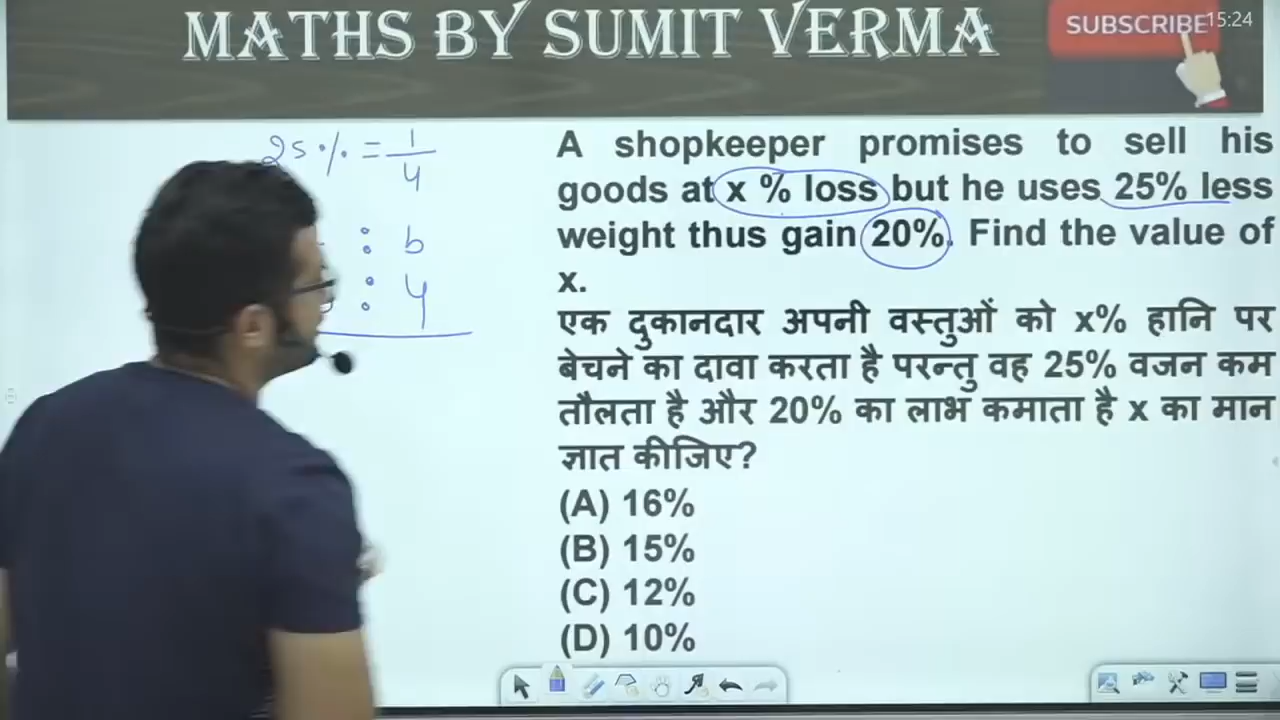 MATHS BY SUMIT VERMA
SUBSCRIBE
15:24
25% = 1/4
: b
: 4
A shopkeeper promises to sell his
goods at x % loss but he uses 25% less
weight thus gain 20%. Find the value of
x.
एक दुकानदार अपनी वस्तुओं को x% हानि पर
बेचने का दावा करता है परन्तु वह 25% वजन कम
तौलता है और 20% का लाभ कमाता है x का मान
ज्ञात कीजिए?
(A) 16%
(B) 15%
(C) 12%
(D) 10%